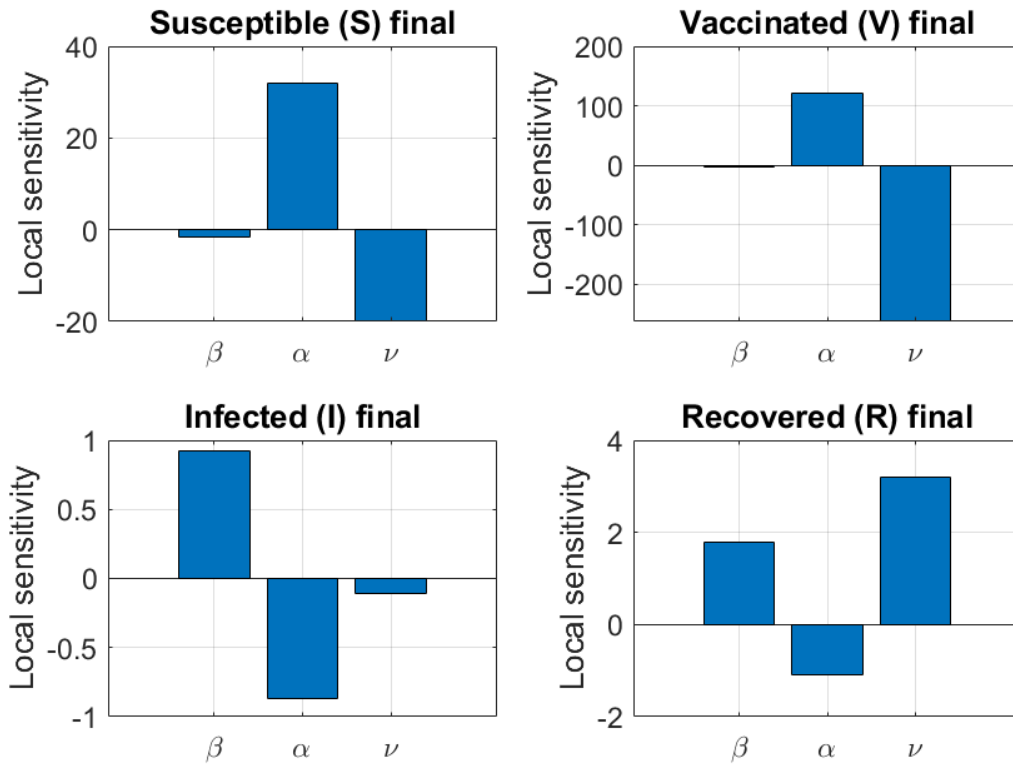 Susceptible (S) final
Local sensitivity
40
20
0
-20
β α ν
Vaccinated (V) final
Local sensitivity
200
100
0
-100
-200
β α ν
Infected (I) final
Local sensitivity
1
0.5
0
-0.5
-1
β α ν
Recovered (R) final
Local sensitivity
4
2
0
-2
β α ν